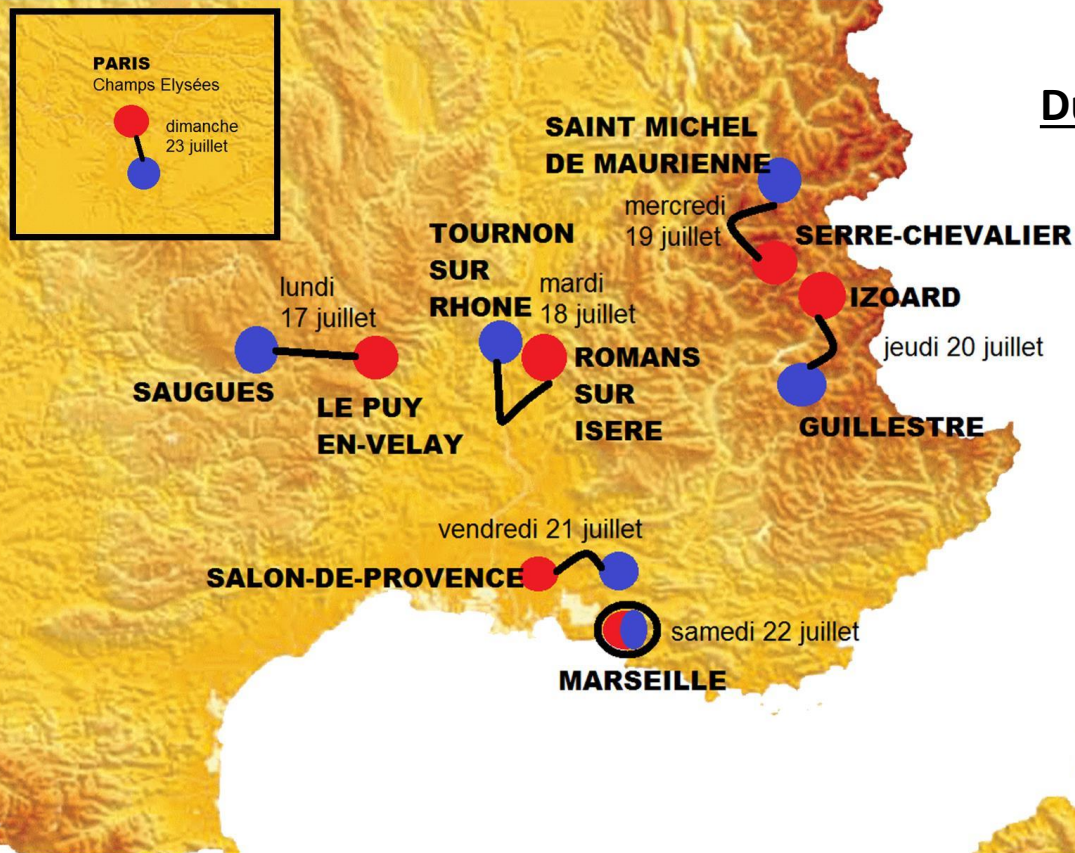 PARIS
Champs Elysées
dimanche
23 juillet
Du
SAINT MICHEL
DE MAURIENNE
mercredi
19 juillet
SERRE-CHEVALIER
TOURNON
SUR
RHONE
mardi
18 juillet
lundi
17 juillet
IZOARD
jeudi 20 juillet
ROMANS
SUR
ISERE
SAUGUES
LE PUY
EN-VELAY
GUILLESTRE
vendredi 21 juillet
SALON-DE-PROVENCE
samedi 22 juillet
MARSEILLE